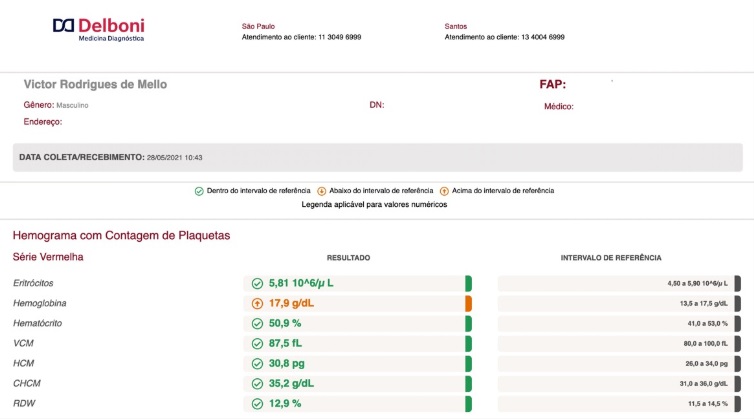 Delboni
Medicina Diagnóstica
São Paulo
Atendimento ao cliente: 11 3049 6999
Santos
Atendimento ao cliente: 13 4004 6999
Victor Rodrigues de Mello
FAP:
Gênero: Masculino
DN:
Médico:
Endereço:
DATA COLETA/RECEBIMENTO: 28/05/2021 10:43
Dentro do intervalo de referência Abaixo do intervalo de referência Acima do intervalo de referência
Legenda aplicável para valores numéricos
Hemograma com Contagem de Plaquetas
Série Vermelha RESULTADO INTERVALO DE REFERÊNCIA
Eritrócitos 5,81 10^6/µ L 4,50 a 5,90 10^6/µ L
Hemoglobina 17,9 g/dL 13,5 a 17,5 g/dL
Hematócrito 50,9 % 41,0 a 53,0 %
VCM 87,5 fL 80,0 a 100,0 fL
HCM 30,8 pg 26,0 a 34,0 pg
CHCM 35,2 g/dL 31,0 a 36,0 g/dL
RDW 12,9 % 11,5 a 14,5 %